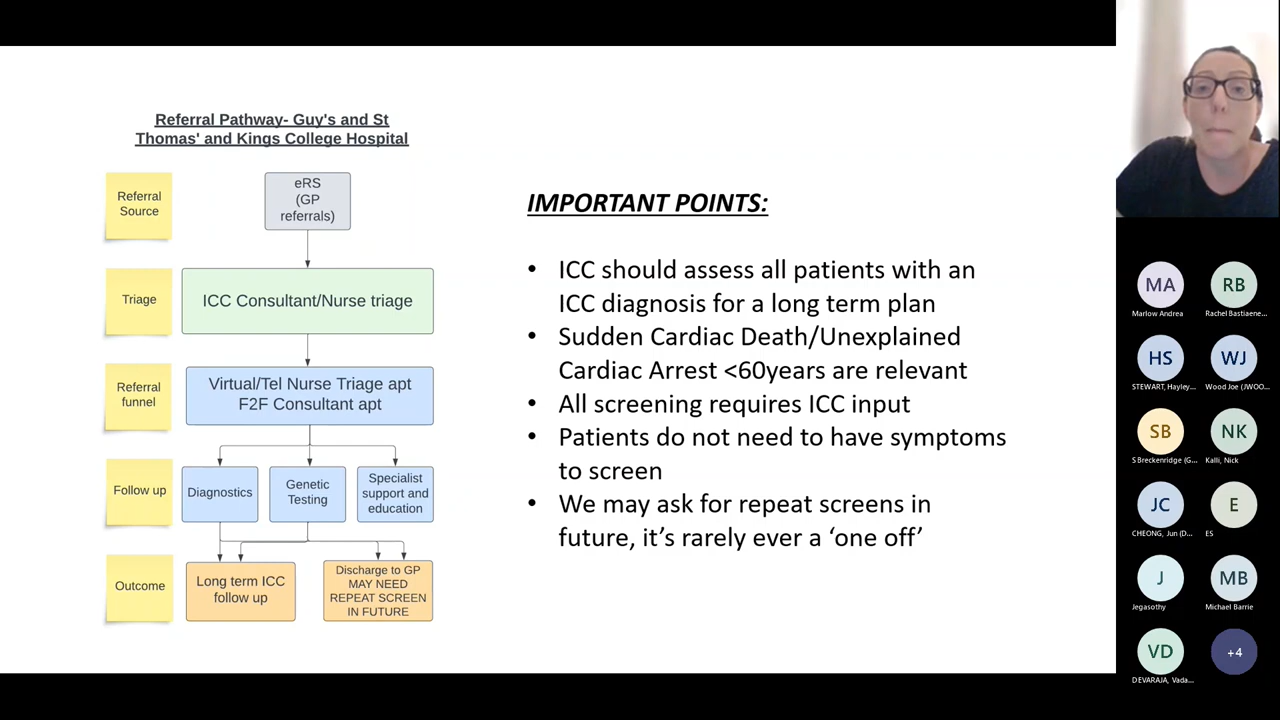 Referral Pathway- Guy's and St
Thomas' and Kings College Hospital
Referral
Source
eRS
(GP
referrals)
Triage
ICC Consultant/Nurse triage
Referral
funnel
Virtual/Tel Nurse Triage apt
F2F Consultant apt
Follow up
Diagnostics
Genetic
Testing
Specialist
support and
education
Outcome
Long term ICC
follow up
Discharge to GP
MAY NEED
REPEAT SCREEN
IN FUTURE
IMPORTANT POINTS:
• ICC should assess all patients with an
ICC diagnosis for a long term plan
• Sudden Cardiac Death/Unexplained
Cardiac Arrest <60years are relevant
• All screening requires ICC input
• Patients do not need to have symptoms
to screen
• We may ask for repeat screens in
future, it’s rarely ever a ‘one off’
MA
Marlow Andrea
RB
Rachel Bastiaene...
HS
STEWART, Hayley...
WJ
Wood Joe (JWOO...
SB
S Breckenridge (G...
NK
Kalli, Nick
JC
CHEONG, Jun (D...
E
ES
J
Jegasothy
MB
Michael Barrie
VD
DEVARAJA, Vada...
+4